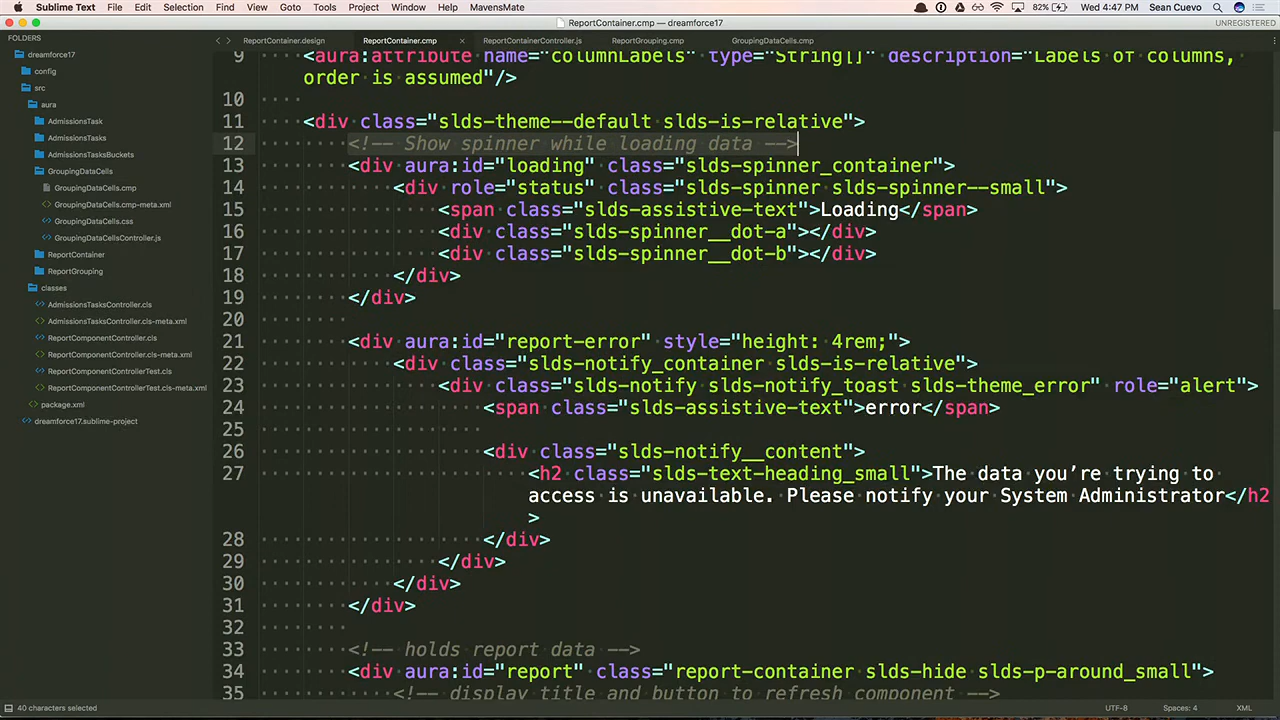 Sublime Text File Edit Selection Find View Goto Tools Project Window Help MavensMate 82% Wed 4:47 PM Sean Cuevo
ReportContainer.cmp — dreamforce17 UNREGISTERED
FOLDERS
dreamforce17
config
src
aura
AdmissionsTask
AdmissionsTasks
AdmissionsTasksBuckets
GroupingDataCells
GroupingDataCells.cmp
GroupingDataCells.cmp-meta.xml
GroupingDataCells.css
GroupingDataCellsController.js
ReportContainer
ReportGrouping
classes
AdmissionsTasksController.cls
AdmissionsTasksController.cls-meta.xml
ReportComponentController.cls
ReportComponentController.cls-meta.xml
ReportComponentControllerTest.cls
ReportComponentControllerTest.cls-meta.xml
package.xml
dreamforce17.sublime-project
ReportContainer.design ReportContainer.cmp × ReportContainerController.js ReportGrouping.cmp GroupingDataCells.cmp
9 <aura:attribute name="columnLabels" type="String[]" description="Labels of columns,
order is assumed"/>
10
11 <div class="slds-theme--default slds-is-relative">
12 <!-- Show spinner while loading data -->
13 <div aura:id="loading" class="slds-spinner_container">
14 <div role="status" class="slds-spinner slds-spinner--small">
15 <span class="slds-assistive-text">Loading</span>
16 <div class="slds-spinner__dot-a"></div>
17 <div class="slds-spinner__dot-b"></div>
18 </div>
19 </div>
20
21 <div aura:id="report-error" style="height: 4rem;">
22 <div class="slds-notify_container slds-is-relative">
23 <div class="slds-notify slds-notify_toast slds-theme_error" role="alert">
24 <span class="slds-assistive-text">error</span>
25
26 <div class="slds-notify__content">
27 <h2 class="slds-text-heading_small">The data you’re trying to
access is unavailable. Please notify your System Administrator</h2
>
28 </div>
29 </div>
30 </div>
31 </div>
32
33 <!-- holds report data -->
34 <div aura:id="report" class="report-container slds-hide slds-p-around_small">
35 <!-- display title and button to refresh component -->
40 characters selected UTF-8 Spaces: 4 XML